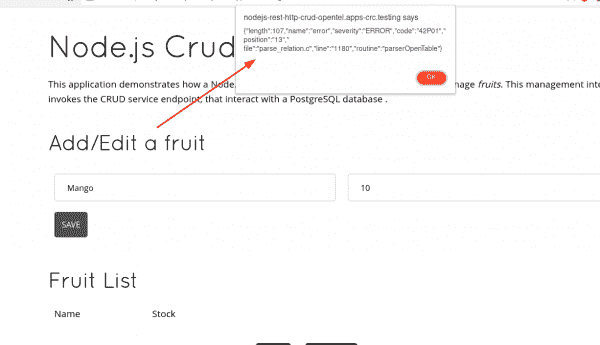 nodejs-rest-http-crud-opentel.apps-crc.testing says
{"length":107,"name":"error","severity":"ERROR","code":"42P01","
position":"13","
file":"parse_relation.c","line":"1180","routine":"parserOpenTable"}
OK
Node.js Crud
This application demonstrates how a Node. nage fruits. This management inte
invokes the CRUD service endpoint, that interact with a PostgreSQL database .
Add/Edit a fruit
Mango 10
SAVE
Fruit List
Name Stock